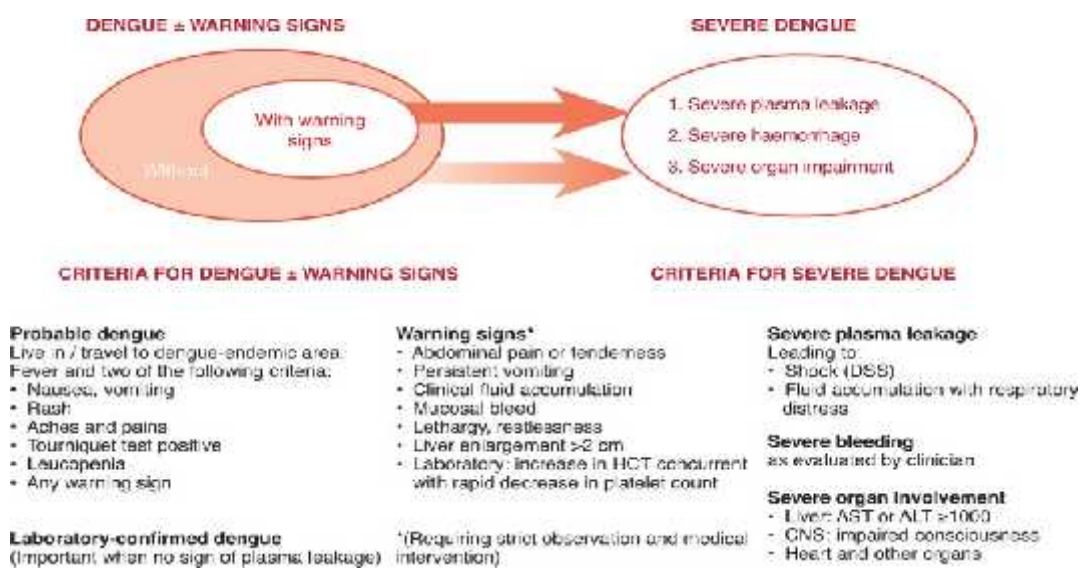 DENGUE ± WARNING SIGNS
SEVERE DENGUE
With warning
signs
Without
1. Severe plasma leakage
2. Severe haemorrhage
3. Severe organ impairment
CRITERIA FOR DENGUE ± WARNING SIGNS
CRITERIA FOR SEVERE DENGUE
Probable dengue
Live in / travel to dengue-endemic area.
Fever and two of the following criteria:
• Nausea, vomiting
• Rash
• Aches and pains
• Tourniquet test positive
• Leucopenia
• Any warning sign
Laboratory-confirmed dengue
(Important when no sign of plasma leakage)
Warning signs*
• Abdominal pain or tenderness
• Persistent vomiting
• Clinical fluid accumulation
• Mucosal bleed
• Lethargy, restlessness
• Liver enlargement >2 cm
• Laboratory: increase in HCT concurrent
with rapid decrease in platelet count
*(Requiring strict observation and medical
intervention)
Severe plasma leakage
Leading to:
• Shock (DSS)
• Fluid accumulation with respiratory
distress
Severe bleeding
as evaluated by clinician
Severe organ involvement
• Liver: AST or ALT ≥1000
• CNS: impaired consciousness
• Heart and other organs